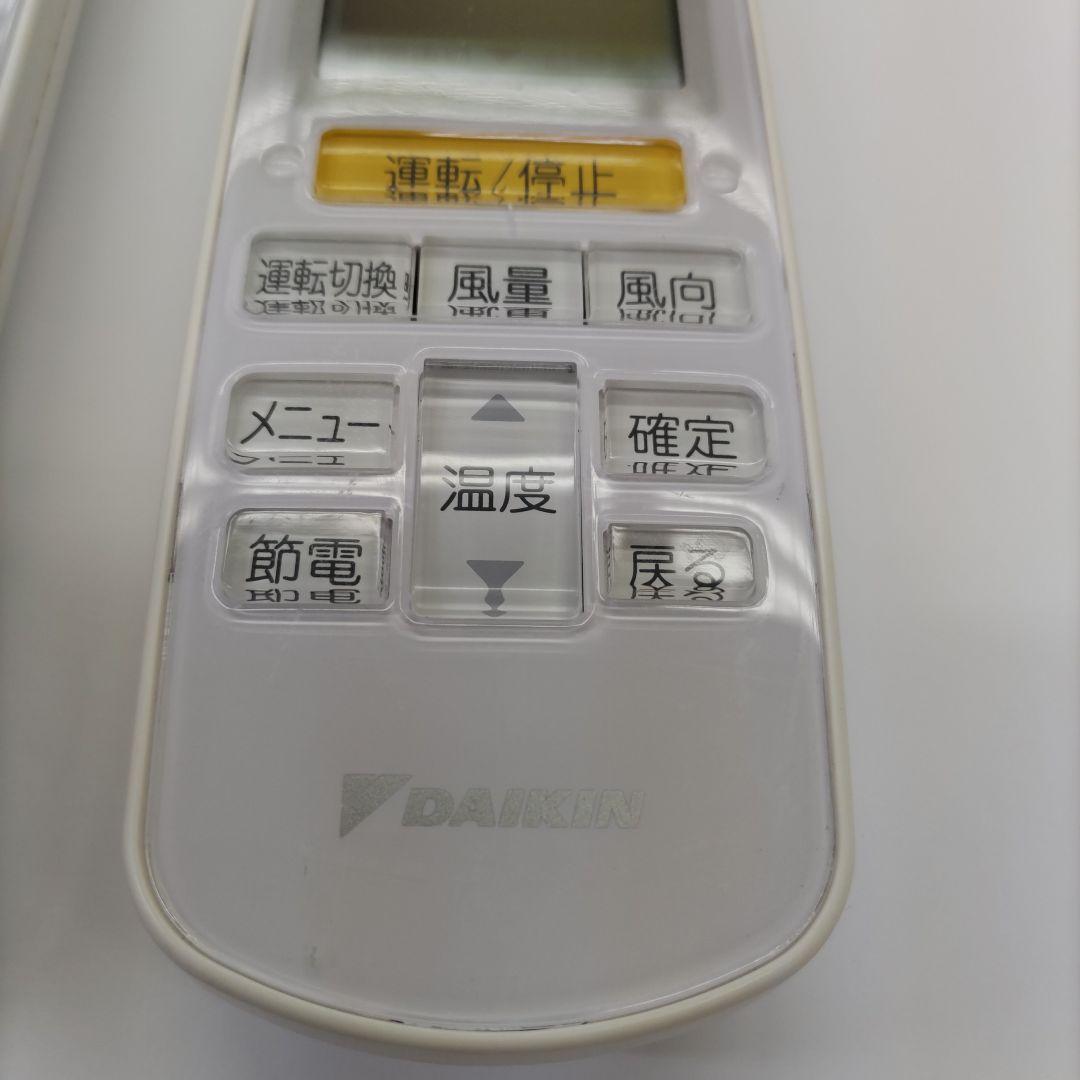 運転/停止
運転切換
風量
風向
メニュー
▲
温度
▼
確定
節電
戻る
DAIKIN